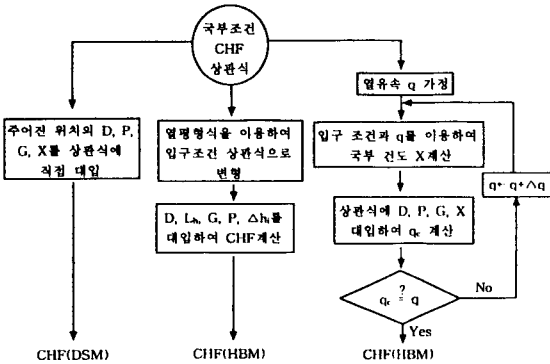 국부조건
CHF
상관식
주어진 위치의 D, P,
G, X를 상관식에
직접 대입
CHF(DSM)
열평형식을 이용하여
입구조건 상관식으로
변형
D, Lₕ, G, P, △hᵢ를
대입하여 CHF계산
CHF(HBM)
열유속 q 가정
입구 조건과 q를 이용하여
국부 건도 X계산
상관식에 D, P, G, X
대입하여 q꜀ 계산
?
q꜀ = q
No
q← q+△q
Yes
CHF(HBM)